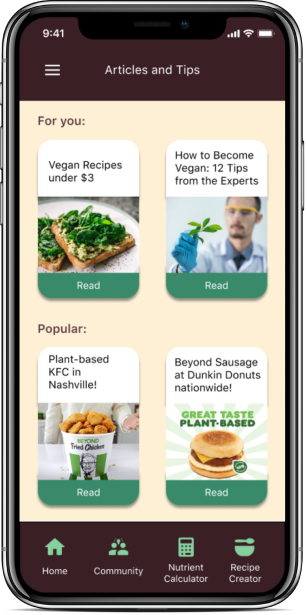 9:41
Articles and Tips
For you:
Vegan Recipes
under $3
Read
How to Become
Vegan: 12 Tips
from the Experts
Read
Popular:
Plant-based
KFC in
Nashville!
BEYOND
Fried Chicken
Read
Beyond Sausage
at Dunkin Donuts
nationwide!
GREAT TASTE
PLANT-BASED
Read
Home
Community
Nutrient
Calculator
Recipe
Creator